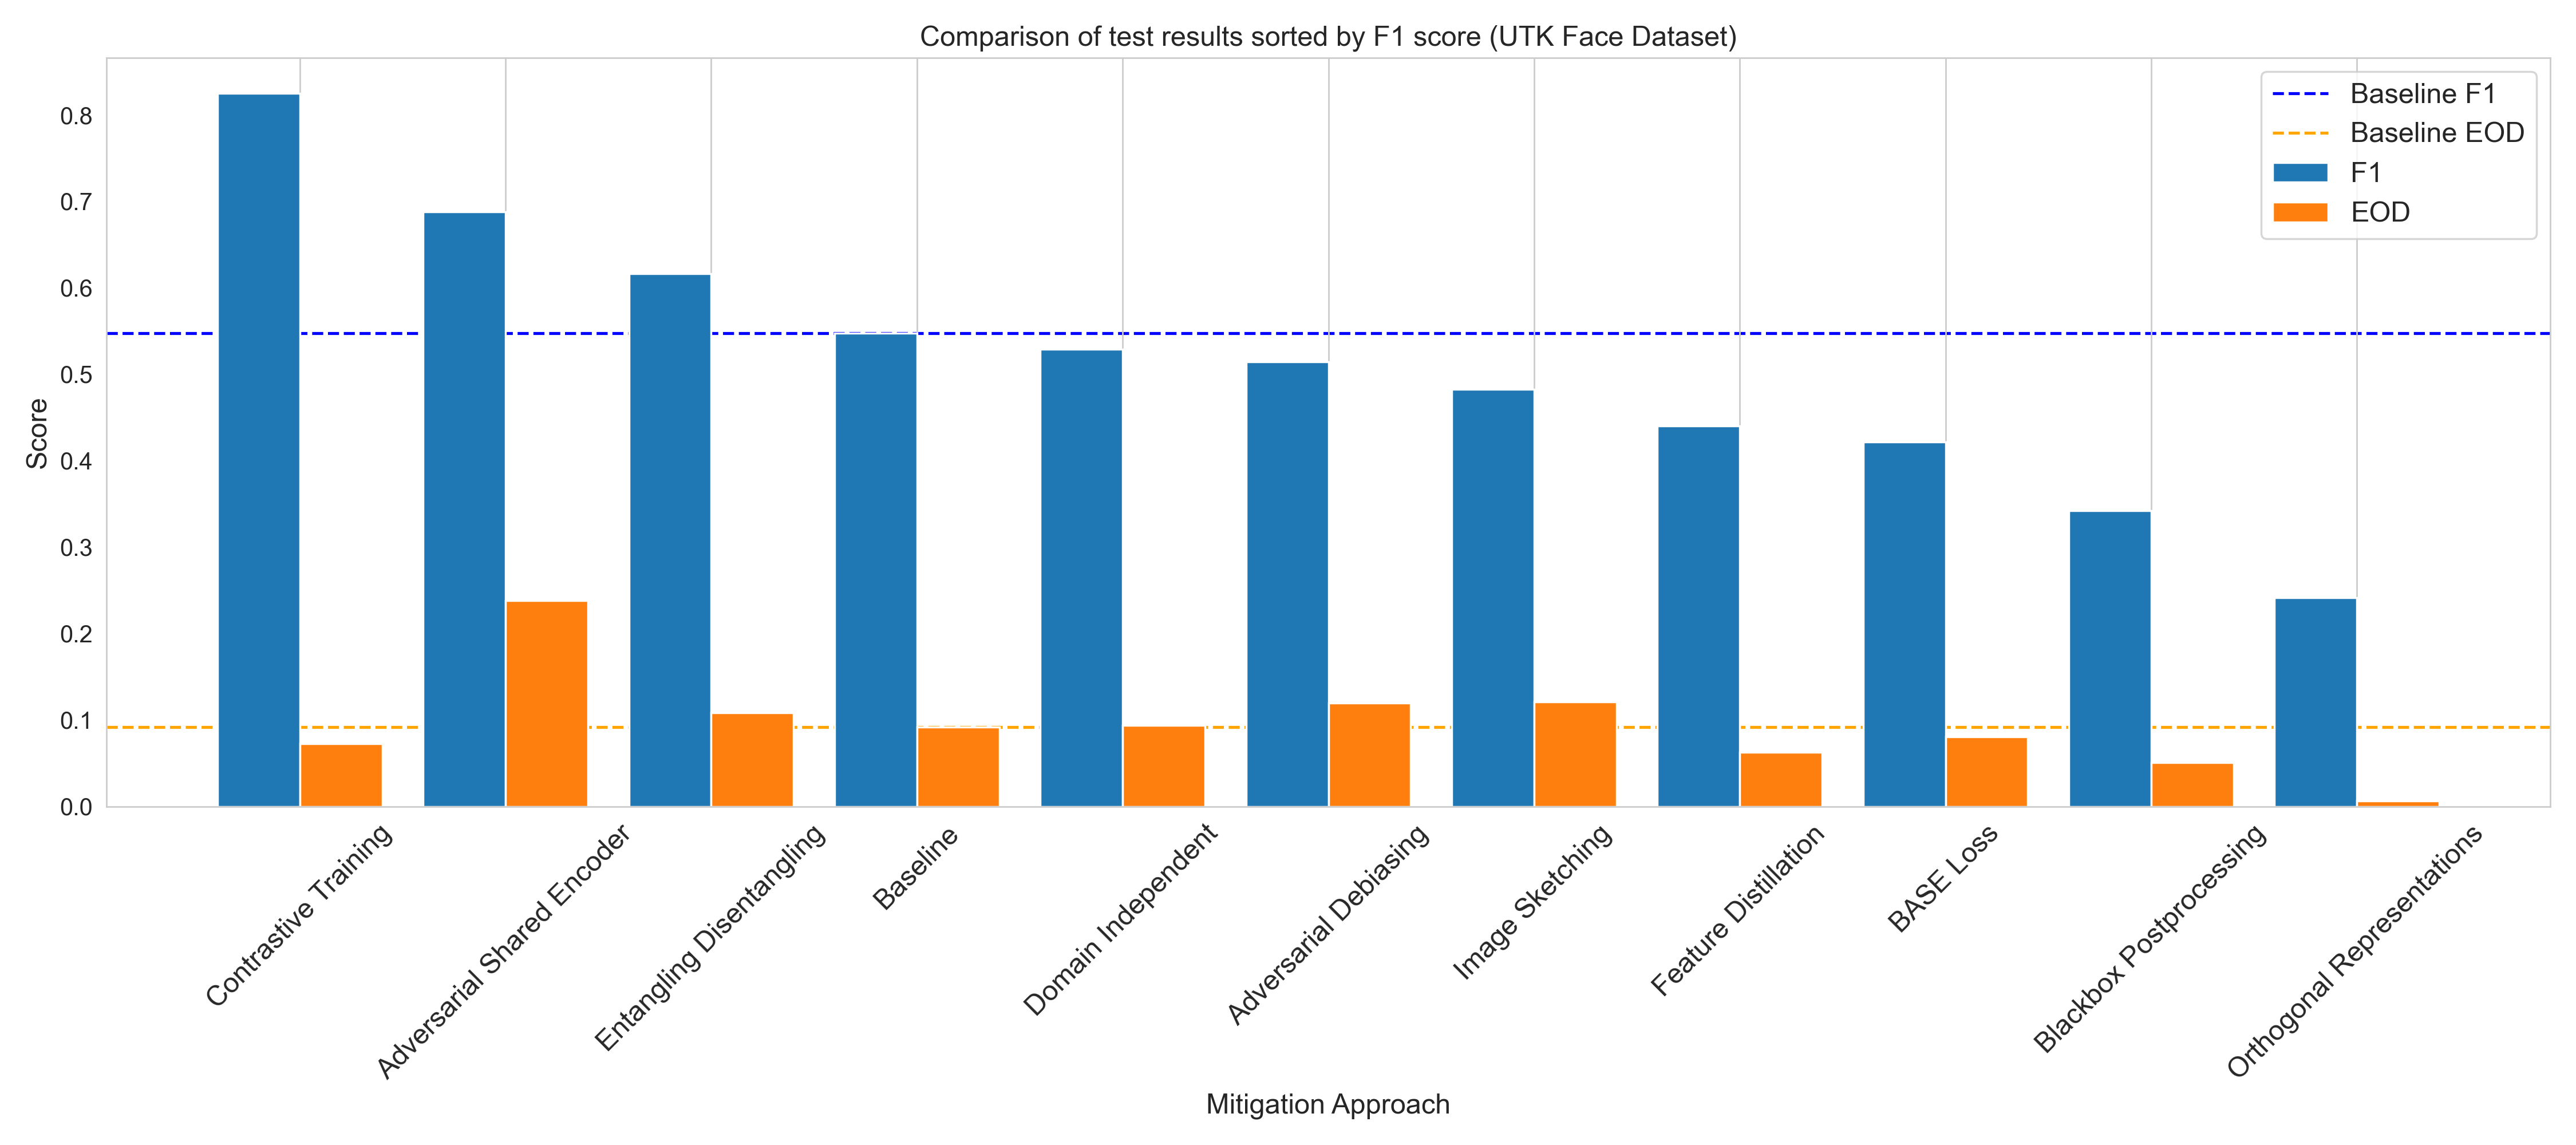 Comparison of test results sorted by F1 score (UTK Face Dataset)
Baseline F1
Baseline EOD
F1
EOD
Score
0.8
0.7
0.6
0.5
0.4
0.3
0.2
0.1
0.0
Contrastive Training
Adversarial Shared Encoder
Entangling Disentangling
Baseline
Domain Independent
Adversarial Debiasing
Image Sketching
Feature Distillation
BASE Loss
Blackbox Postprocessing
Orthogonal Representations
Mitigation Approach